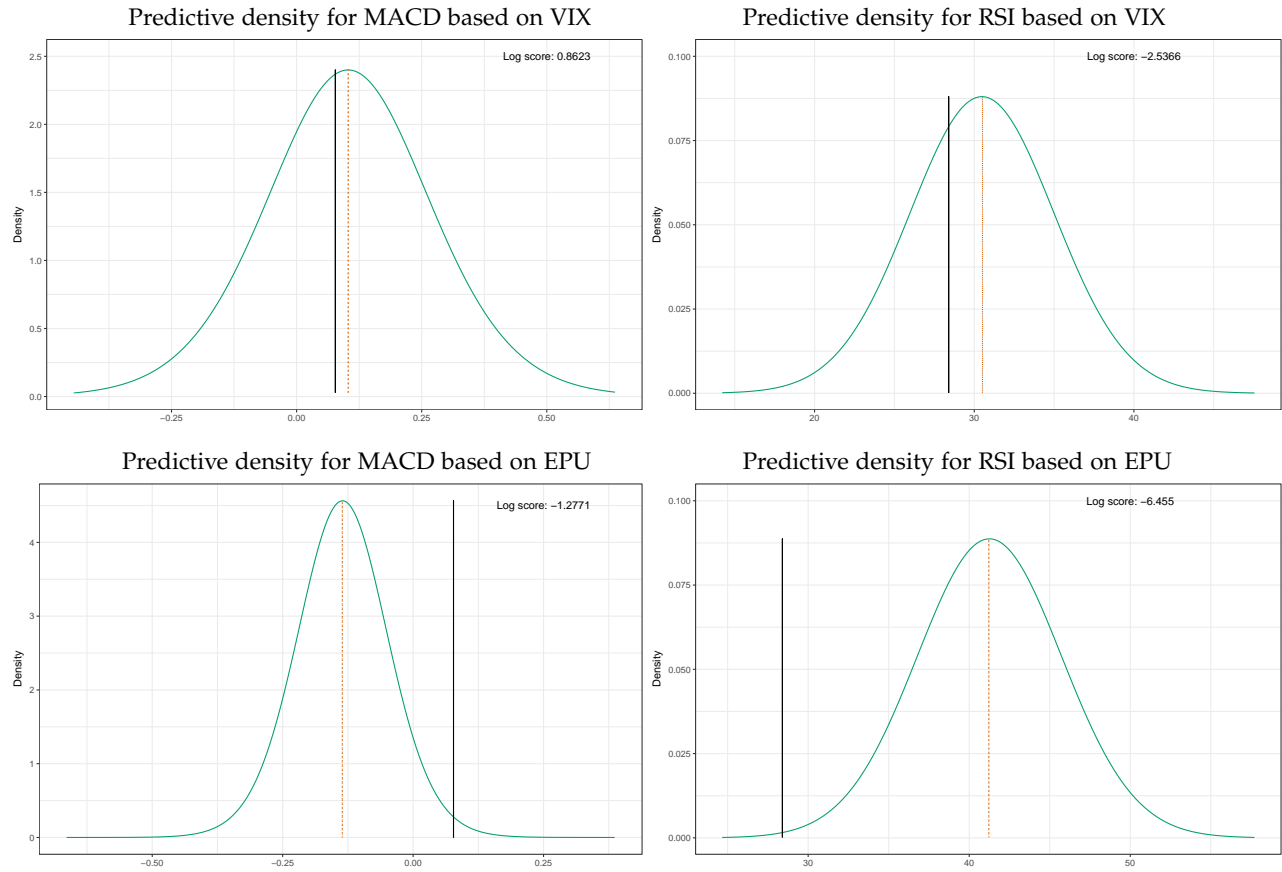 Predictive density for MACD based on VIX
Log score: 0.8623
2.5
2.0
1.5
1.0
0.5
0.0
Density
−0.25
0.00
0.25
0.50
Predictive density for RSI based on VIX
Log score: −2.5366
0.100
0.075
0.050
0.025
0.000
Density
20
30
40
Predictive density for MACD based on EPU
Log score: −1.2771
4
3
2
1
0
Density
−0.50
−0.25
0.00
0.25
Predictive density for RSI based on EPU
Log score: −6.455
0.100
0.075
0.050
0.025
0.000
Density
30
40
50